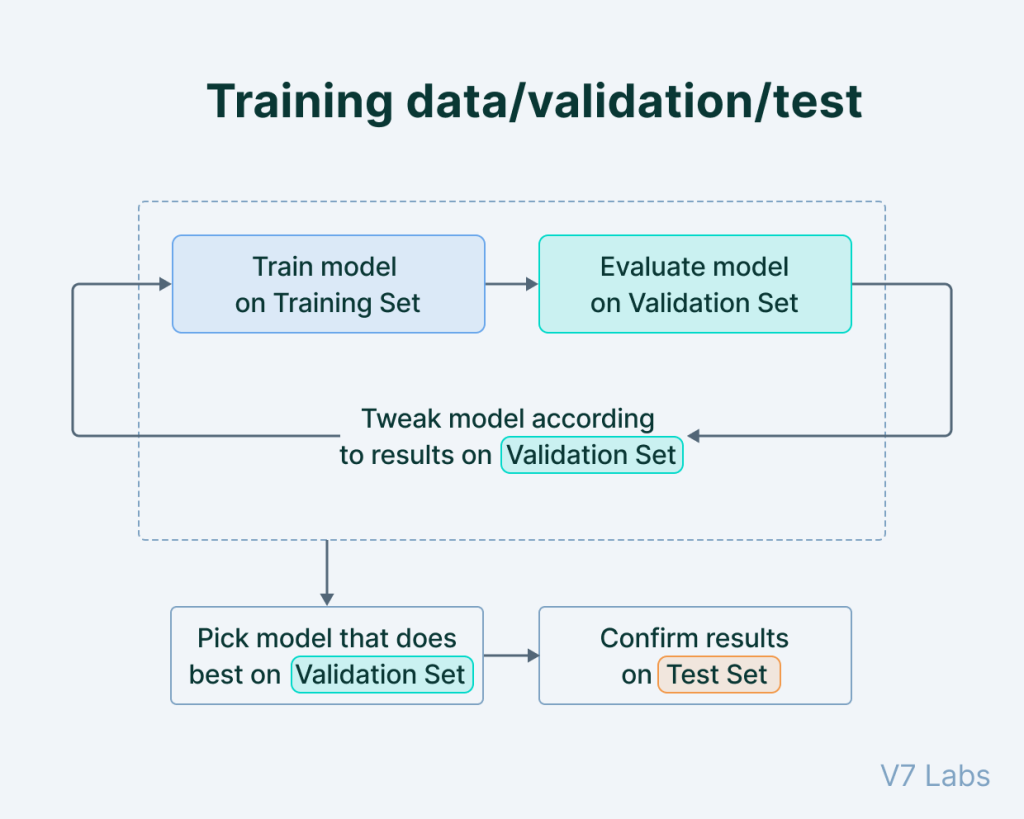 Training data/validation/test
Train model
on Training Set
Evaluate model
on Validation Set
Tweak model according
to results on Validation Set
Pick model that does
best on Validation Set
Confirm results
on Test Set
V7 Labs